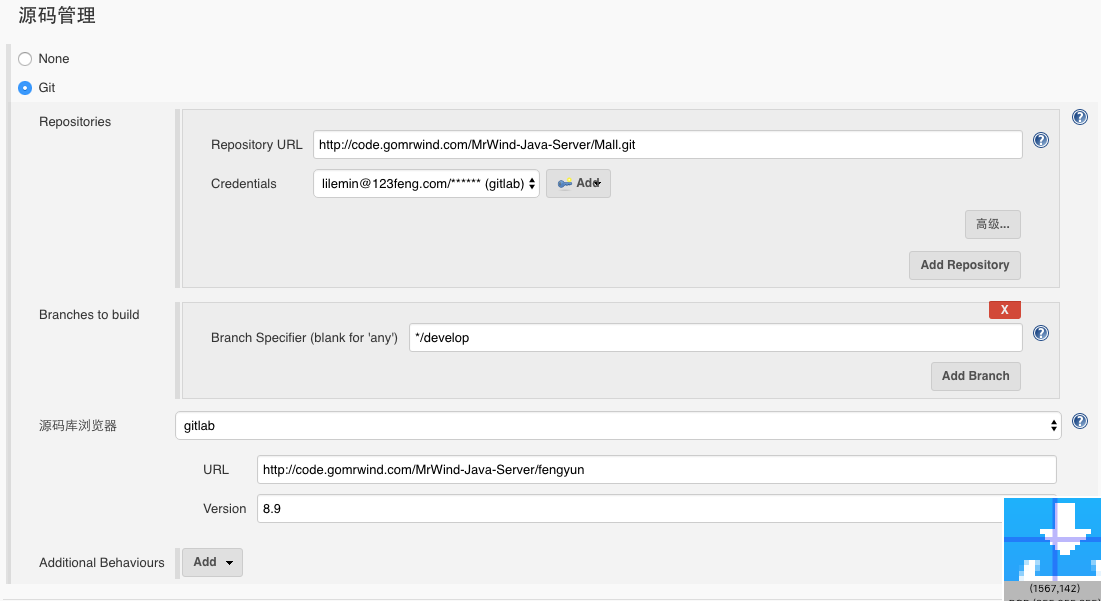 源码管理
None
Git
Repositories
Repository URL http://code.gomrwind.com/MrWind-Java-Server/Mall.git
Credentials lilemin@123feng.com/****** (gitlab) Add
高级...
Add Repository
Branches to build
X
Branch Specifier (blank for 'any') */develop
Add Branch
源码库浏览器 gitlab
URL http://code.gomrwind.com/MrWind-Java-Server/fengyun
Version 8.9
Additional Behaviours Add
(1567,142)